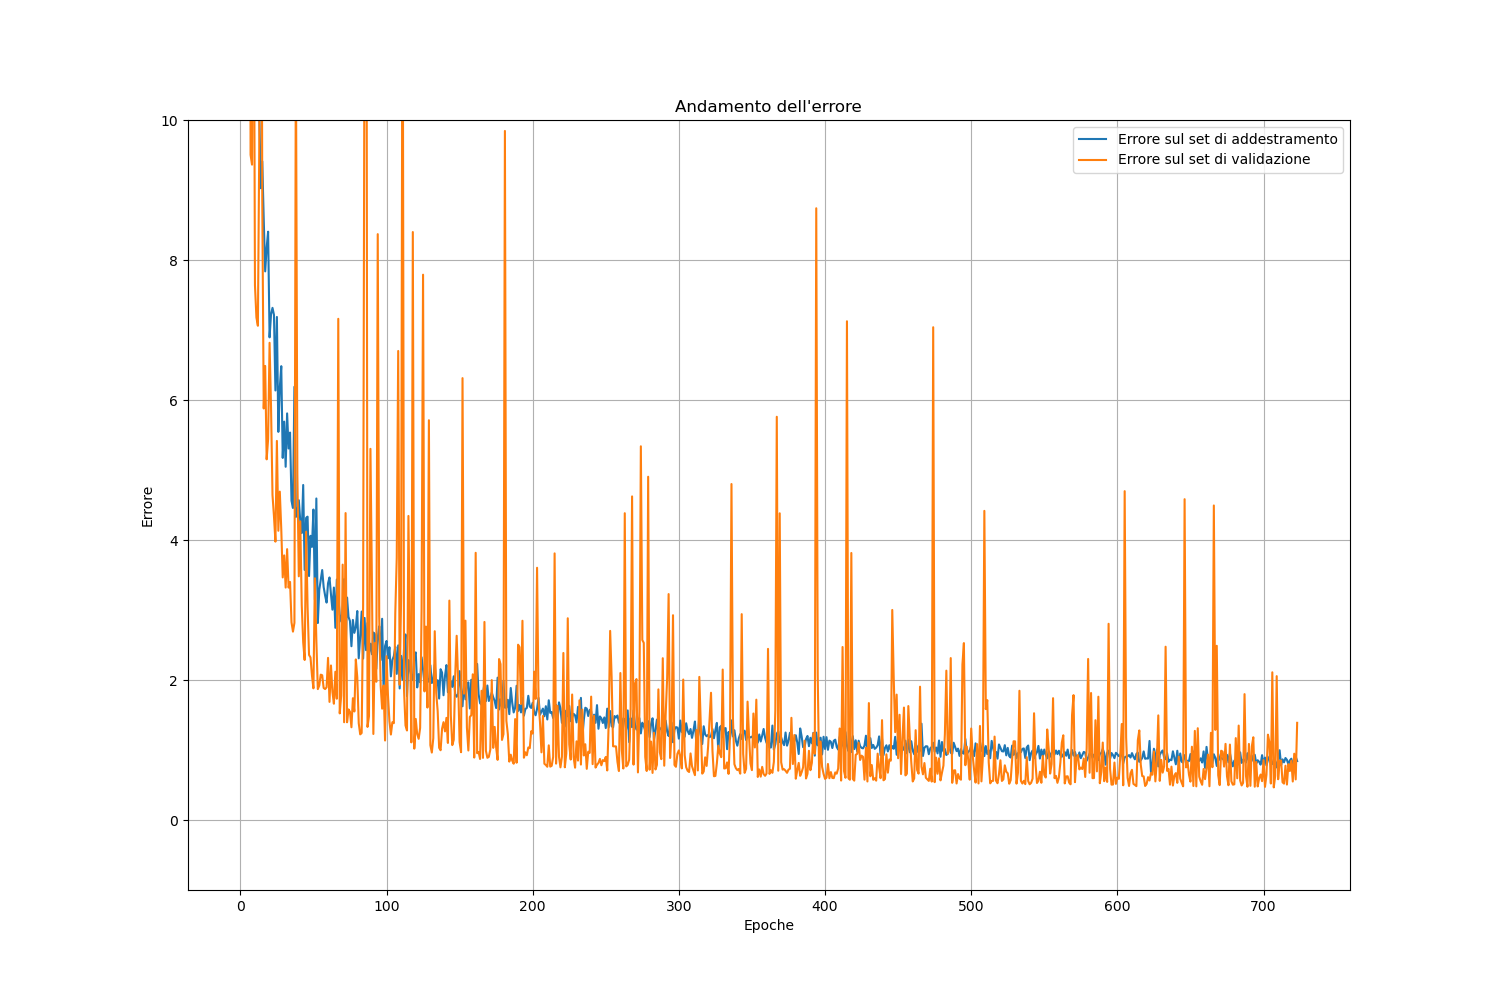 Andamento dell'errore
Errore sul set di addestramento
Errore sul set di validazione
10
8
6
4
2
0
Errore
0 100 200 300 400 500 600 700
Epoche